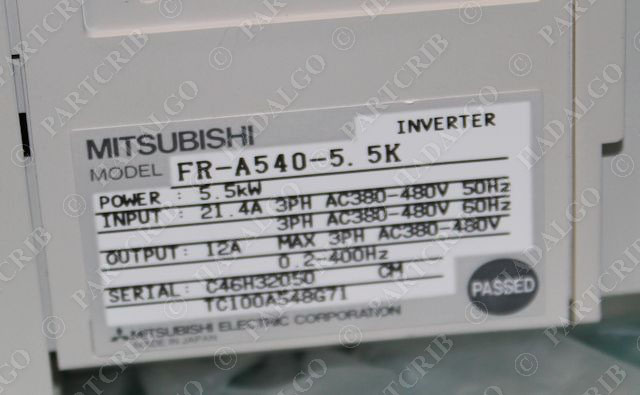 MITSUBISHI INVERTER
MODEL FR-A540-5.5K
POWER : 5.5kW
INPUT : 21.4A 3PH AC380-480V 50Hz
3PH AC380-480V 60Hz
OUTPUT: 12A MAX 3PH AC380-480V
0.2-400Hz
SERIAL: C46H32050 CM
TC100A548G71
PASSED
MITSUBISHI ELECTRIC CORPORATION
MADE IN JAPAN
© PARTCRIB
© HADALGO